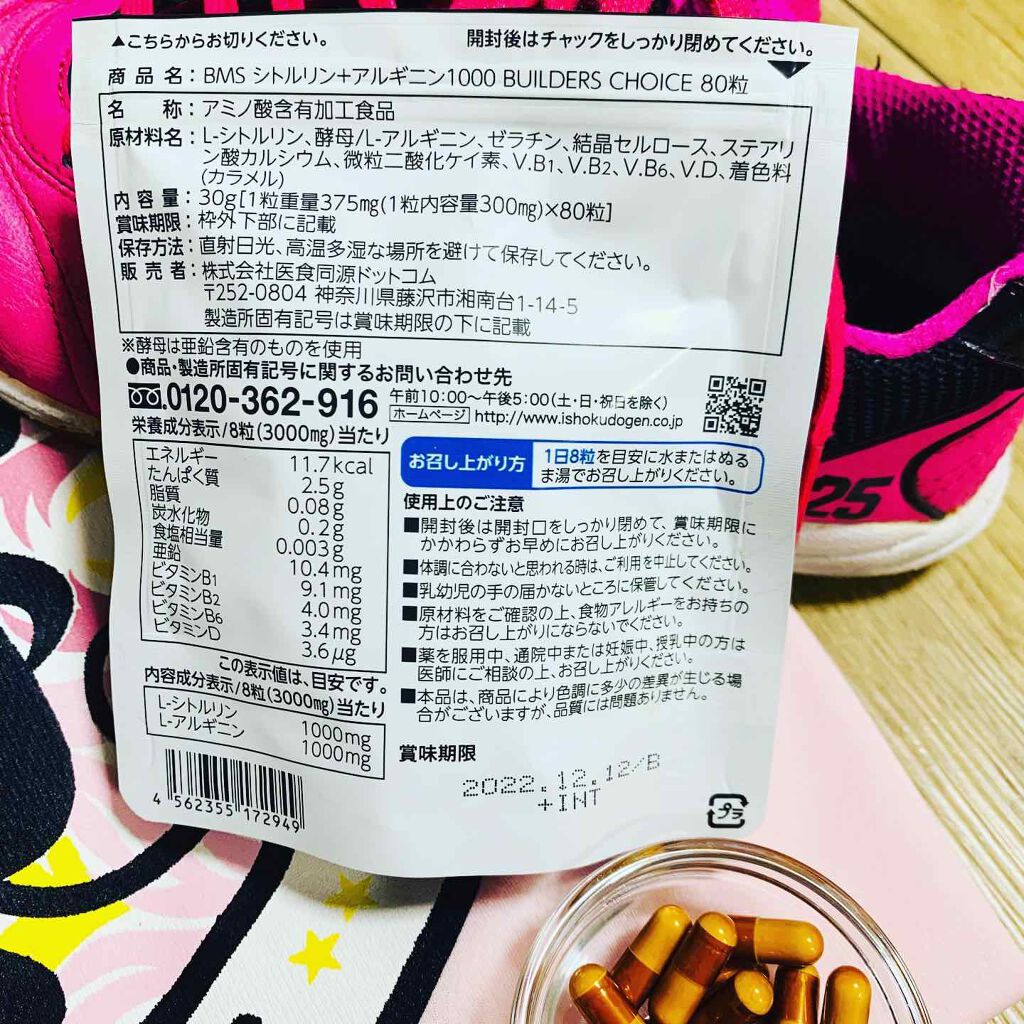 ▲こちらからお切りください。 開封後はチャックをしっかり閉めてください。
商品名：BMS シトルリン+アルギニン1000 BUILDERS CHOICE 80粒
名称：アミノ酸含有加工食品
原材料名：L-シトルリン、酵母/L-アルギニン、ゼラチン、結晶セルロース、ステアリ
ン酸カルシウム、微粒二酸化ケイ素、V.B1、V.B2、V.B6、V.D、着色料
(カラメル)
内容量：30g[1粒重量375mg(1粒内容量300mg)×80粒]
賞味期限：枠外下部に記載
保存方法：直射日光、高温多湿な場所を避けて保存してください。
販売者：株式会社医食同源ドットコム
〒252-0804 神奈川県藤沢市湘南台1-14-5
製造所固有記号は賞味期限の下に記載
※酵母は亜鉛含有のものを使用
●商品・製造所固有記号に関するお問い合わせ先
0120-362-916 午前10:00〜午後5:00(土・日・祝日を除く)
ホームページ http://www.ishokudogen.co.jp
栄養成分表示/8粒(3000mg)当たり
エネルギー 11.7kcal
たんぱく質 2.5g
脂質 0.08g
炭水化物 0.2g
食塩相当量 0.003g
亜鉛 10.4mg
ビタミンB1 9.1mg
ビタミンB2 4.0mg
ビタミンB6 3.4mg
ビタミンD 3.6μg
この表示値は、目安です。
内容成分表示/8粒(3000mg)当たり
L-シトルリン 1000mg
L-アルギニン 1000mg
4 562355 172949
お召し上がり方 1日8粒を目安に水またはぬる
ま湯でお召し上がりください。
使用上のご注意
■開封後は開封口をしっかり閉めて、賞味期限に
かかわらずお早めにお召し上がりください。
■体調に合わないと思われる時は、ご利用を中止してください。
■乳幼児の手の届かないところに保管してください。
■原材料をご確認の上、食物アレルギーをお持ちの
方はお召し上がりにならないでください。
■薬を服用中、通院中または妊娠中、授乳中の方は
医師にご相談の上、お召し上がりください。
■本品は、商品により色調に多少の差異が生じる場
合がございますが、品質には問題ありません。
賞味期限
2022.12.12/B
+INT
プラ
25